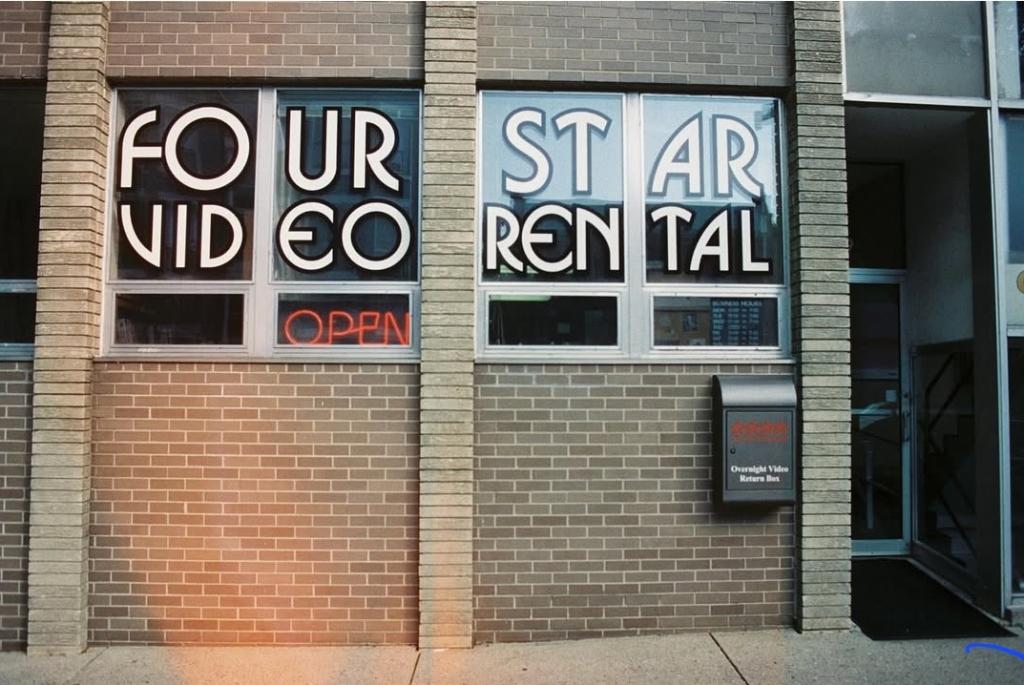 FOUR STAR
VIDEO RENTAL
OPEN
BUSINESS HOURS
Overnight Video
Return Box